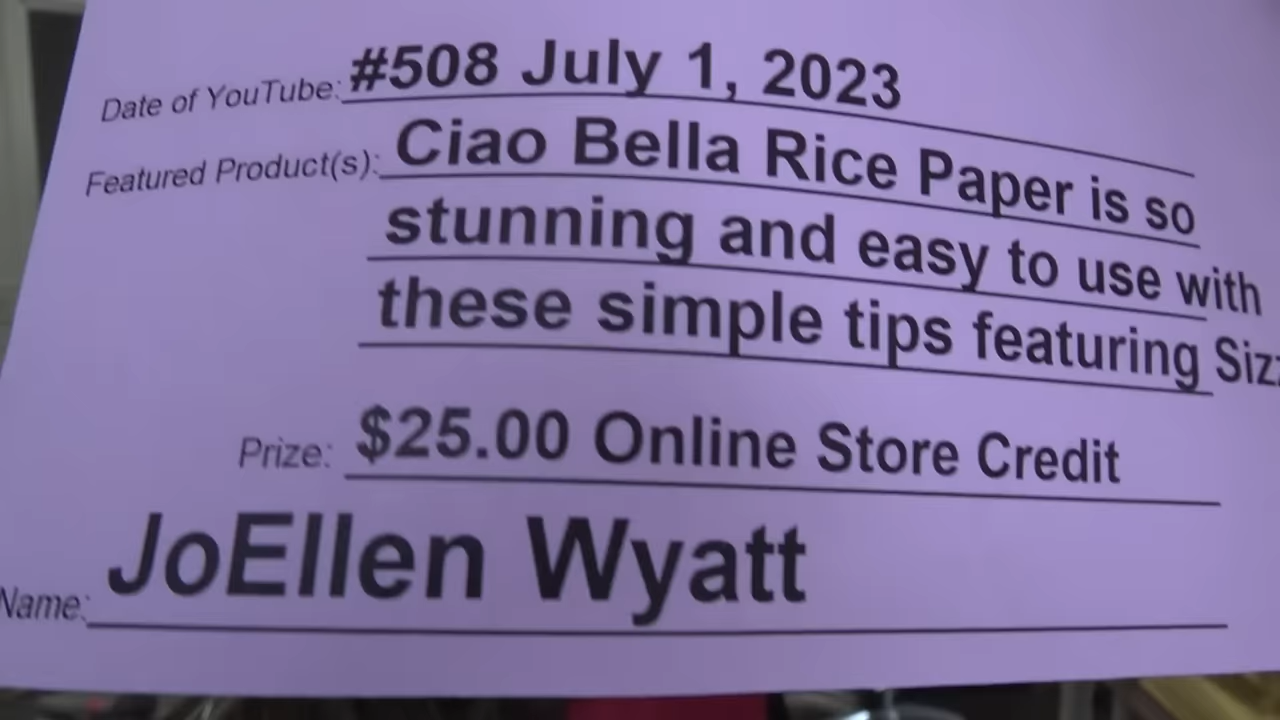 Date of YouTube: #508 July 1, 2023
Featured Product(s): Ciao Bella Rice Paper is so
stunning and easy to use with
these simple tips featuring
Prize: $25.00 Online Store Credit
Name: JoEllen Wyatt